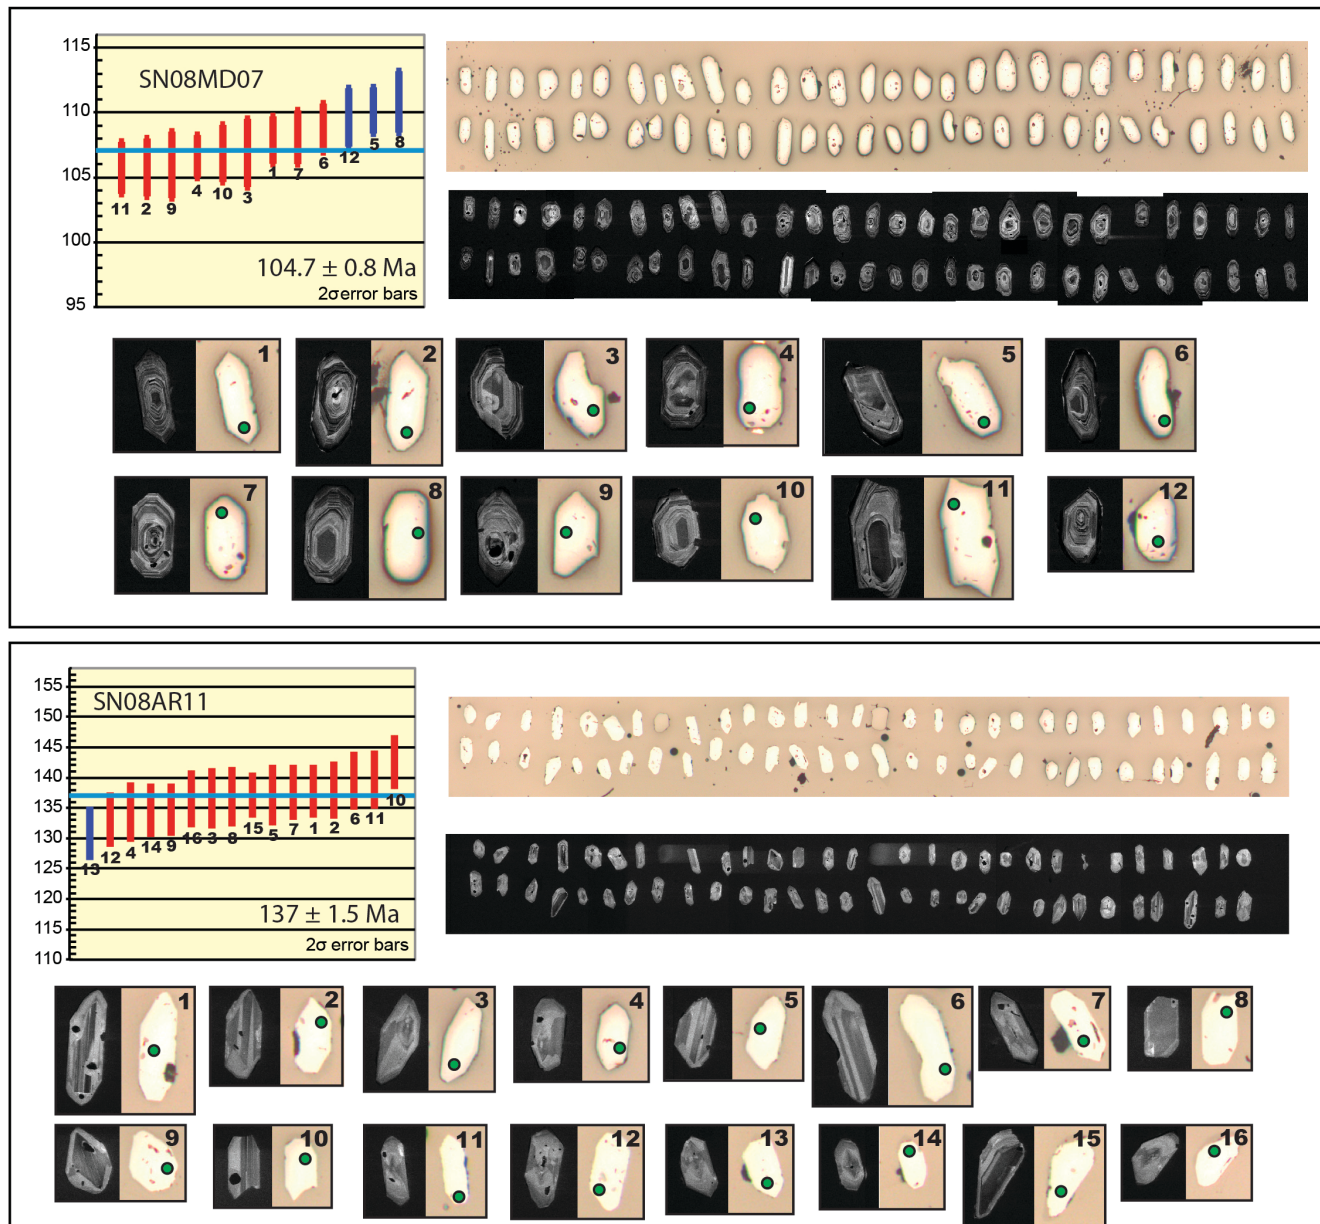 115
SN08MD07
110
105
100
95
11 2 9 4 10 3 1 7 6 12 5 8
104.7 ± 0.8 Ma
2σ error bars
1 2 3 4 5 6
7 8 9 10 11 12
155
SN08AR11
150
145
140
135
130
125
120
115
110
13 12 4 14 9 16 3 8 15 5 7 1 2 6 11 10
137 ± 1.5 Ma
2σ error bars
1 2 3 4 5 6 7 8
9 10 11 12 13 14 15 16